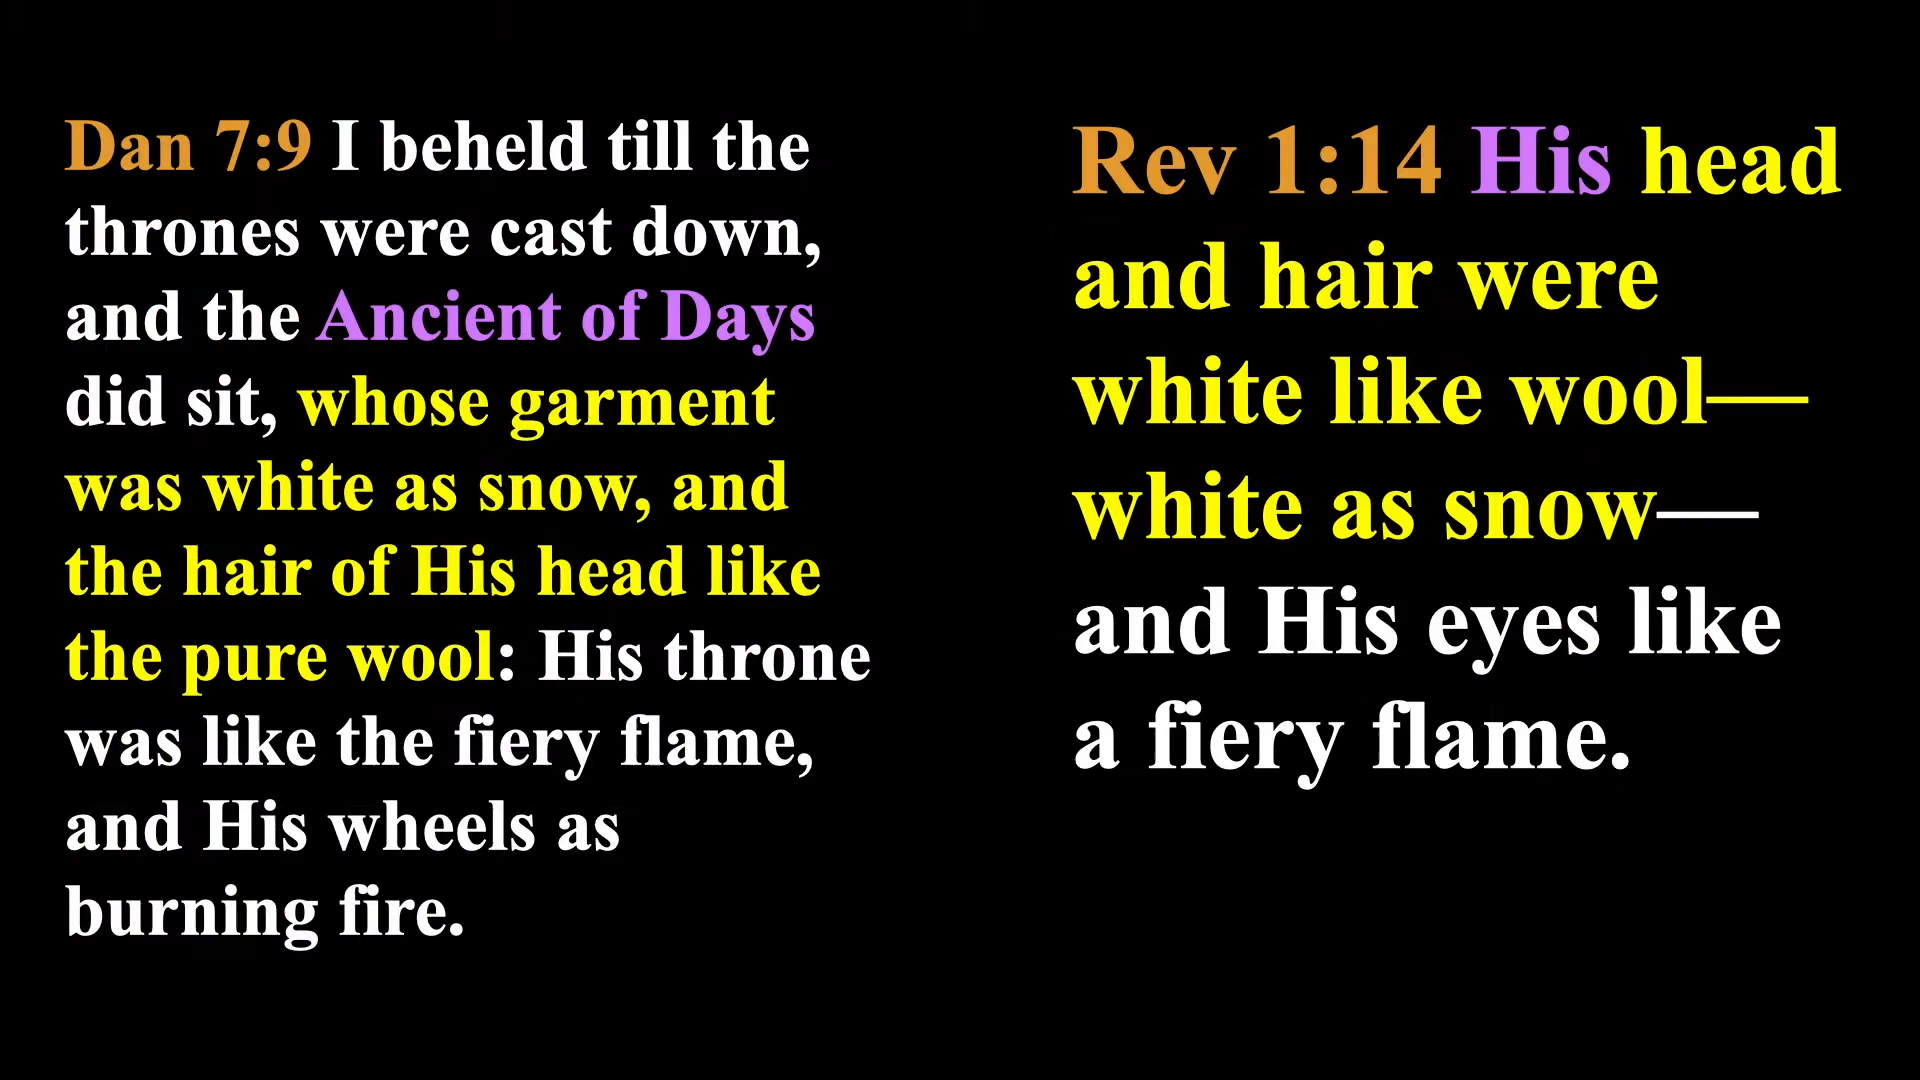 Dan 7:9 I beheld till the
thrones were cast down,
and the Ancient of Days
did sit, whose garment
was white as snow, and
the hair of His head like
the pure wool: His throne
was like the fiery flame,
and His wheels as
burning fire.
Rev 1:14 His head
and hair were
white like wool—
white as snow—
and His eyes like
a fiery flame.